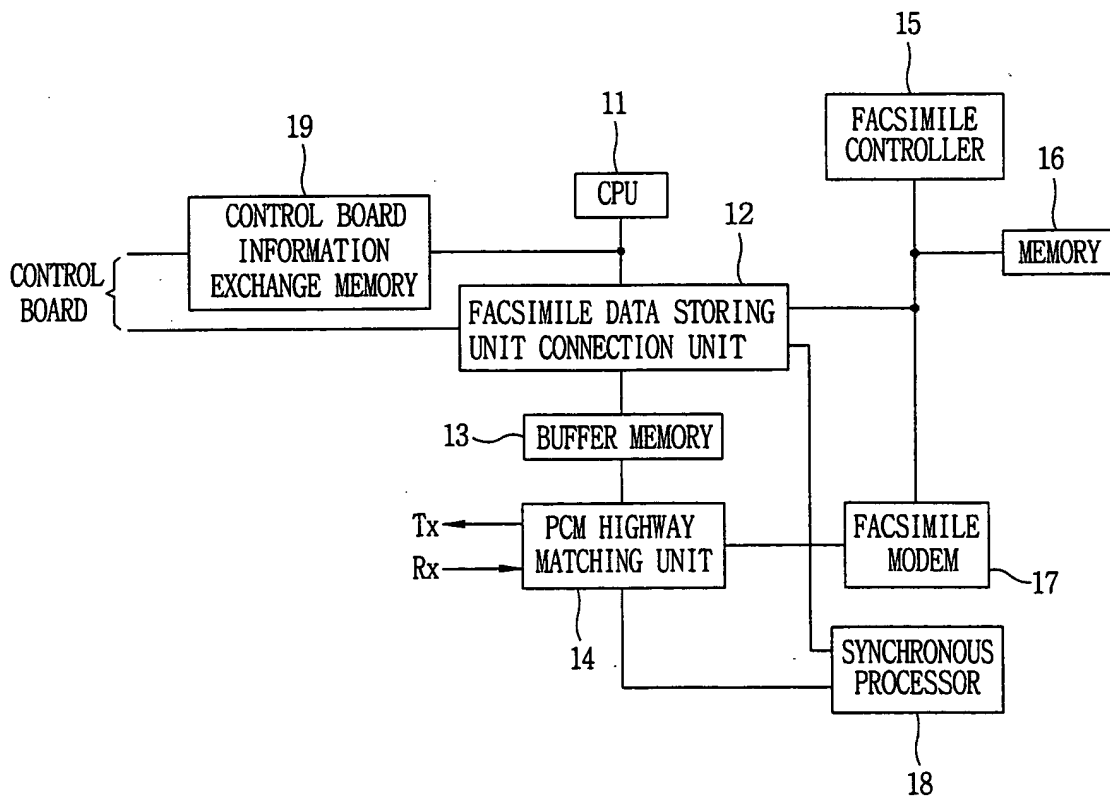 15
FACSIMILE
CONTROLLER
19
11
16
CPU
CONTROL BOARD
INFORMATION
EXCHANGE MEMORY
12
MEMORY
CONTROL
BOARD
FACSIMILE DATA STORING
UNIT CONNECTION UNIT
13
BUFFER MEMORY
Tx
Rx
PCM HIGHWAY
MATCHING UNIT
FACSIMILE
MODEM
17
14
SYNCHRONOUS
PROCESSOR
18